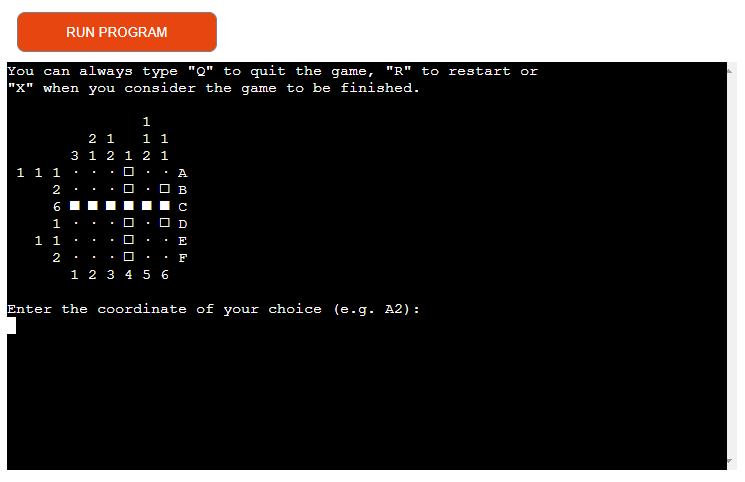 RUN PROGRAM
You can always type "Q" to quit the game, "R" to restart or
"X" when you consider the game to be finished.
1
2 1 1 1
3 1 2 1 2 1
1 1 1 · · · □ · · A
2 · · · □ · □ B
6 ■ ■ ■ ■ ■ ■ C
1 · · · □ · □ D
1 1 · · · □ · · E
2 · · · □ · · F
1 2 3 4 5 6
Enter the coordinate of your choice (e.g. A2):